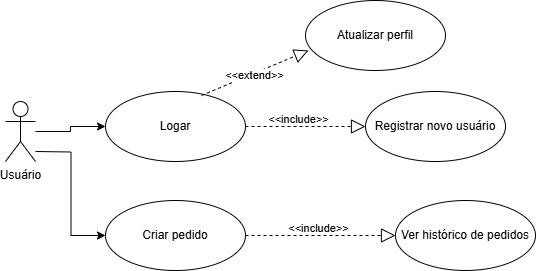 Atualizar perfil
<<extend>>
Logar
<<include>>
Registrar novo usuário
Usuário
Criar pedido
<<include>>
Ver histórico de pedidos